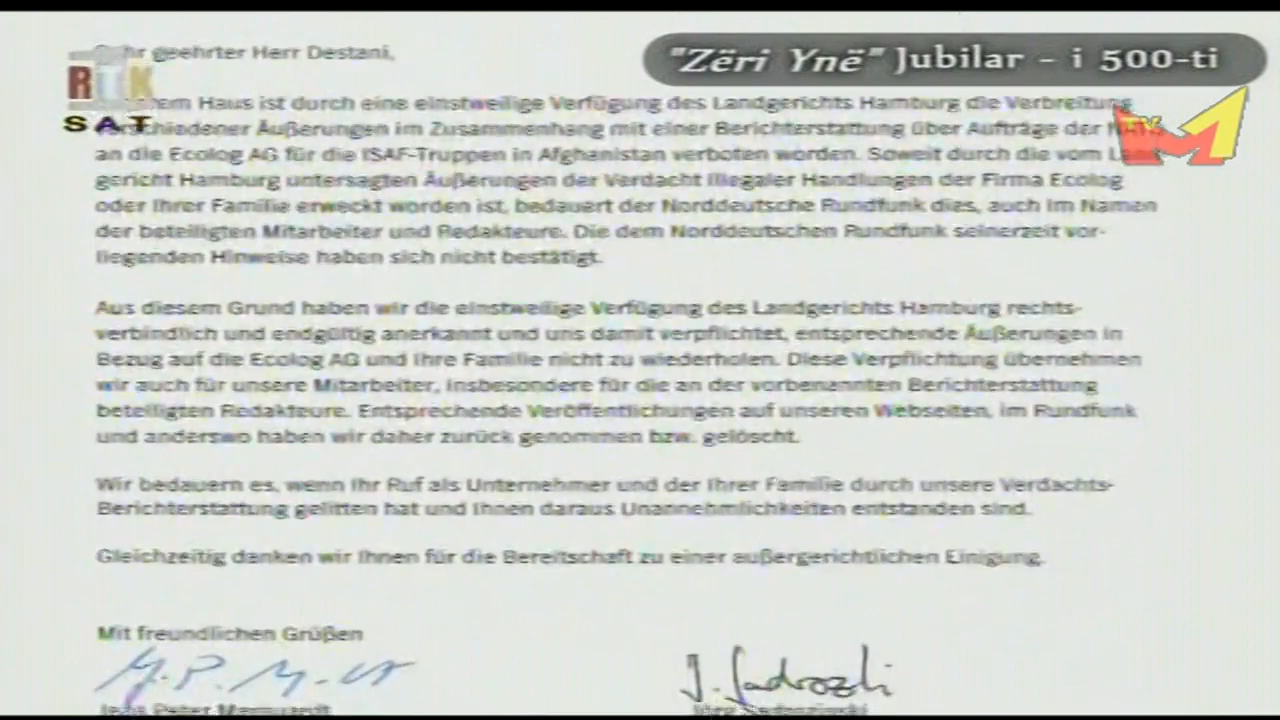 "Zëri Ynë" Jubilar - i 500-ti
geehrter Herr Destani,
RTK
SAT
TV M
Haus ist durch eine einstweilige Verfügung des Landgerichts Hamburg die Verbreitung
Äußerungen im Zusammenhang mit einer Berichterstattung über Aufträge der
an die Ecolog AG für die ISAF-Truppen in Afghanistan verboten worden. Soweit durch die vom
gericht Hamburg untersagten Äußerungen der Verdacht illegaler Handlungen der Firma Ecolog
oder Ihrer Familie erweckt worden ist, bedauert der Norddeutsche Rundfunk dies, auch im Namen
der beteiligten Mitarbeiter und Redakteure. Die dem Norddeutschen Rundfunk seinerzeit vor-
liegenden Hinweise haben sich nicht bestätigt.
Aus diesem Grund haben wir die einstweilige Verfügung des Landgerichts Hamburg rechts-
verbindlich und endgültig anerkannt und uns damit verpflichtet, entsprechende Äußerungen in
Bezug auf die Ecolog AG und Ihre Familie nicht zu wiederholen. Diese Verpflichtung übernehmen
wir auch für unsere Mitarbeiter, insbesondere für die an der vorbenannten Berichterstattung
beteiligten Redakteure. Entsprechende Veröffentlichungen auf unseren Webseiten, im Rundfunk
und anderswo haben wir daher zurück genommen bzw. gelöscht.
Wir bedauern es, wenn Ihr Ruf als Unternehmer und der Ihrer Familie durch unsere Verdachts-
Berichterstattung gelitten hat und Ihnen daraus Unannehmlichkeiten entstanden sind.
Gleichzeitig danken wir Ihnen für die Bereitschaft zu einer außergerichtlichen Einigung.
Mit freundlichen Grüßen